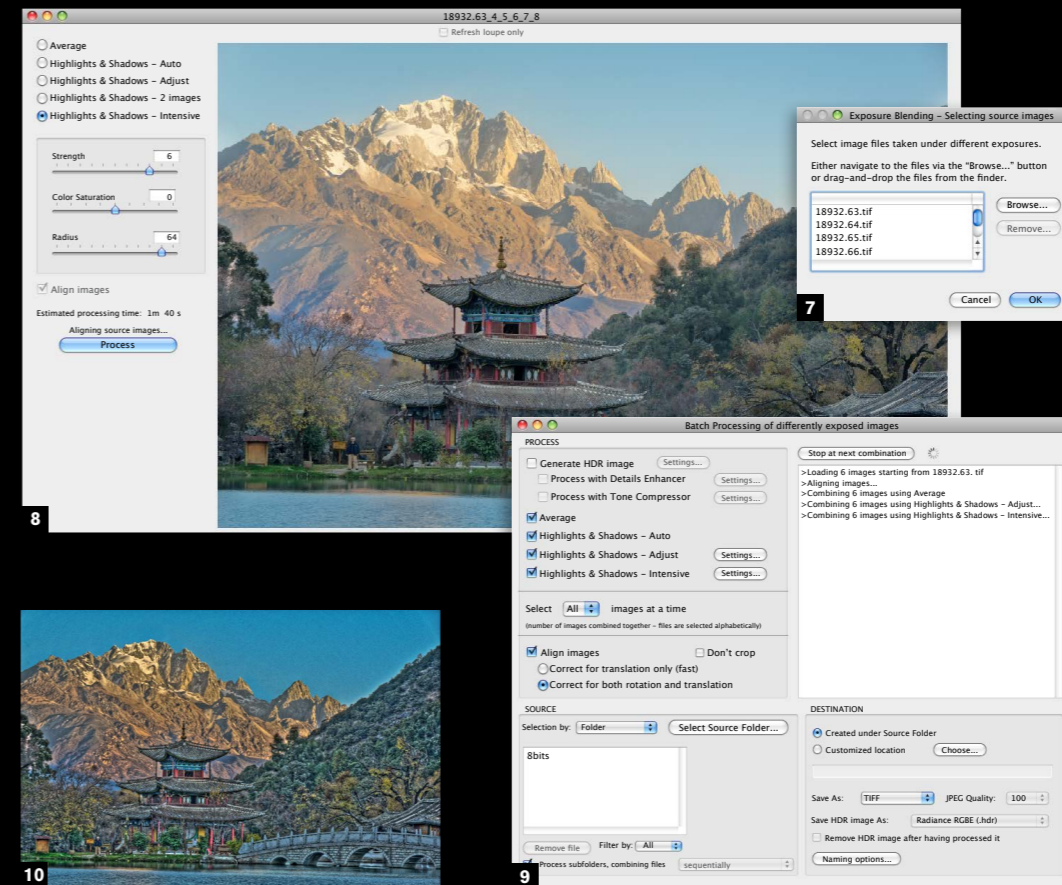 18932.63_4_5_6_7_8
Refresh loupe only
Average
Highlights & Shadows - Auto
Highlights & Shadows - Adjust
Highlights & Shadows - 2 images
Highlights & Shadows - Intensive
Strength 6
Color Saturation 0
Radius 64
Align images
Estimated processing time: 1m 40 s
Aligning source images...
Process
8
Exposure Blending - Selecting source images
Select image files taken under different exposures.
Either navigate to the files via the "Browse..." button
or drag-and-drop the files from the finder.
18932.63.tif
18932.64.tif
18932.65.tif
18932.66.tif
Browse...
Remove...
Cancel OK
7
Batch Processing of differently exposed images
PROCESS
Generate HDR image Settings...
Process with Details Enhancer Settings...
Process with Tone Compressor Settings...
Average
Highlights & Shadows - Auto
Highlights & Shadows - Adjust Settings...
Highlights & Shadows - Intensive Settings...
Select All images at a time
(number of images combined together - files are selected alphabetically)
Align images Don't crop
Correct for translation only (fast)
Correct for both rotation and translation
Stop at next combination
>Loading 6 images starting from 18932.63. tif
>Aligning images...
>Combining 6 images using Average
>Combining 6 images using Highlights & Shadows - Adjust...
>Combining 6 images using Highlights & Shadows - Intensive...
SOURCE
Selection by: Folder Select Source Folder...
8bits
Remove file Filter by: All
Process subfolders, combining files sequentially
DESTINATION
Created under Source Folder
Customized location Choose...
Save As: TIFF JPEG Quality: 100
Save HDR image As: Radiance RGBE (.hdr)
Remove HDR image after having processed it
Naming options...
9
10